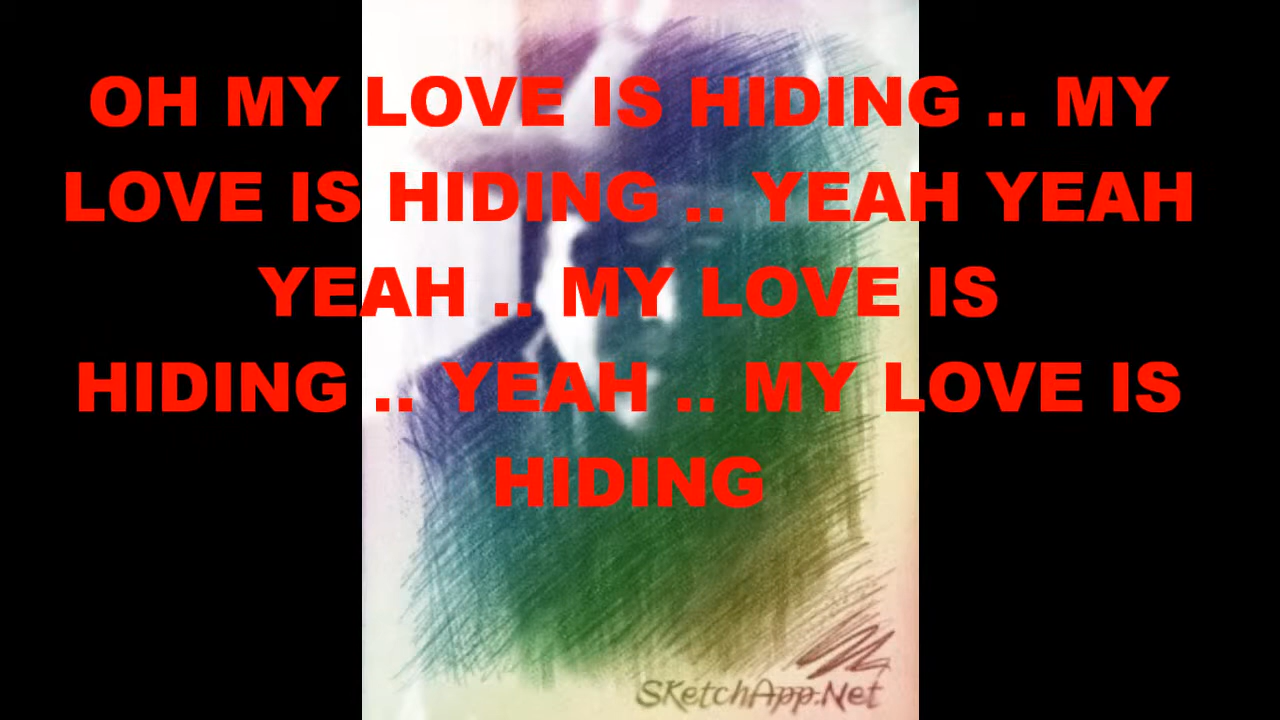 OH MY LOVE IS HIDING .. MY
LOVE IS HIDING .. YEAH YEAH
YEAH .. MY LOVE IS
HIDING .. YEAH .. MY LOVE IS
HIDING
SKetchApp.Net